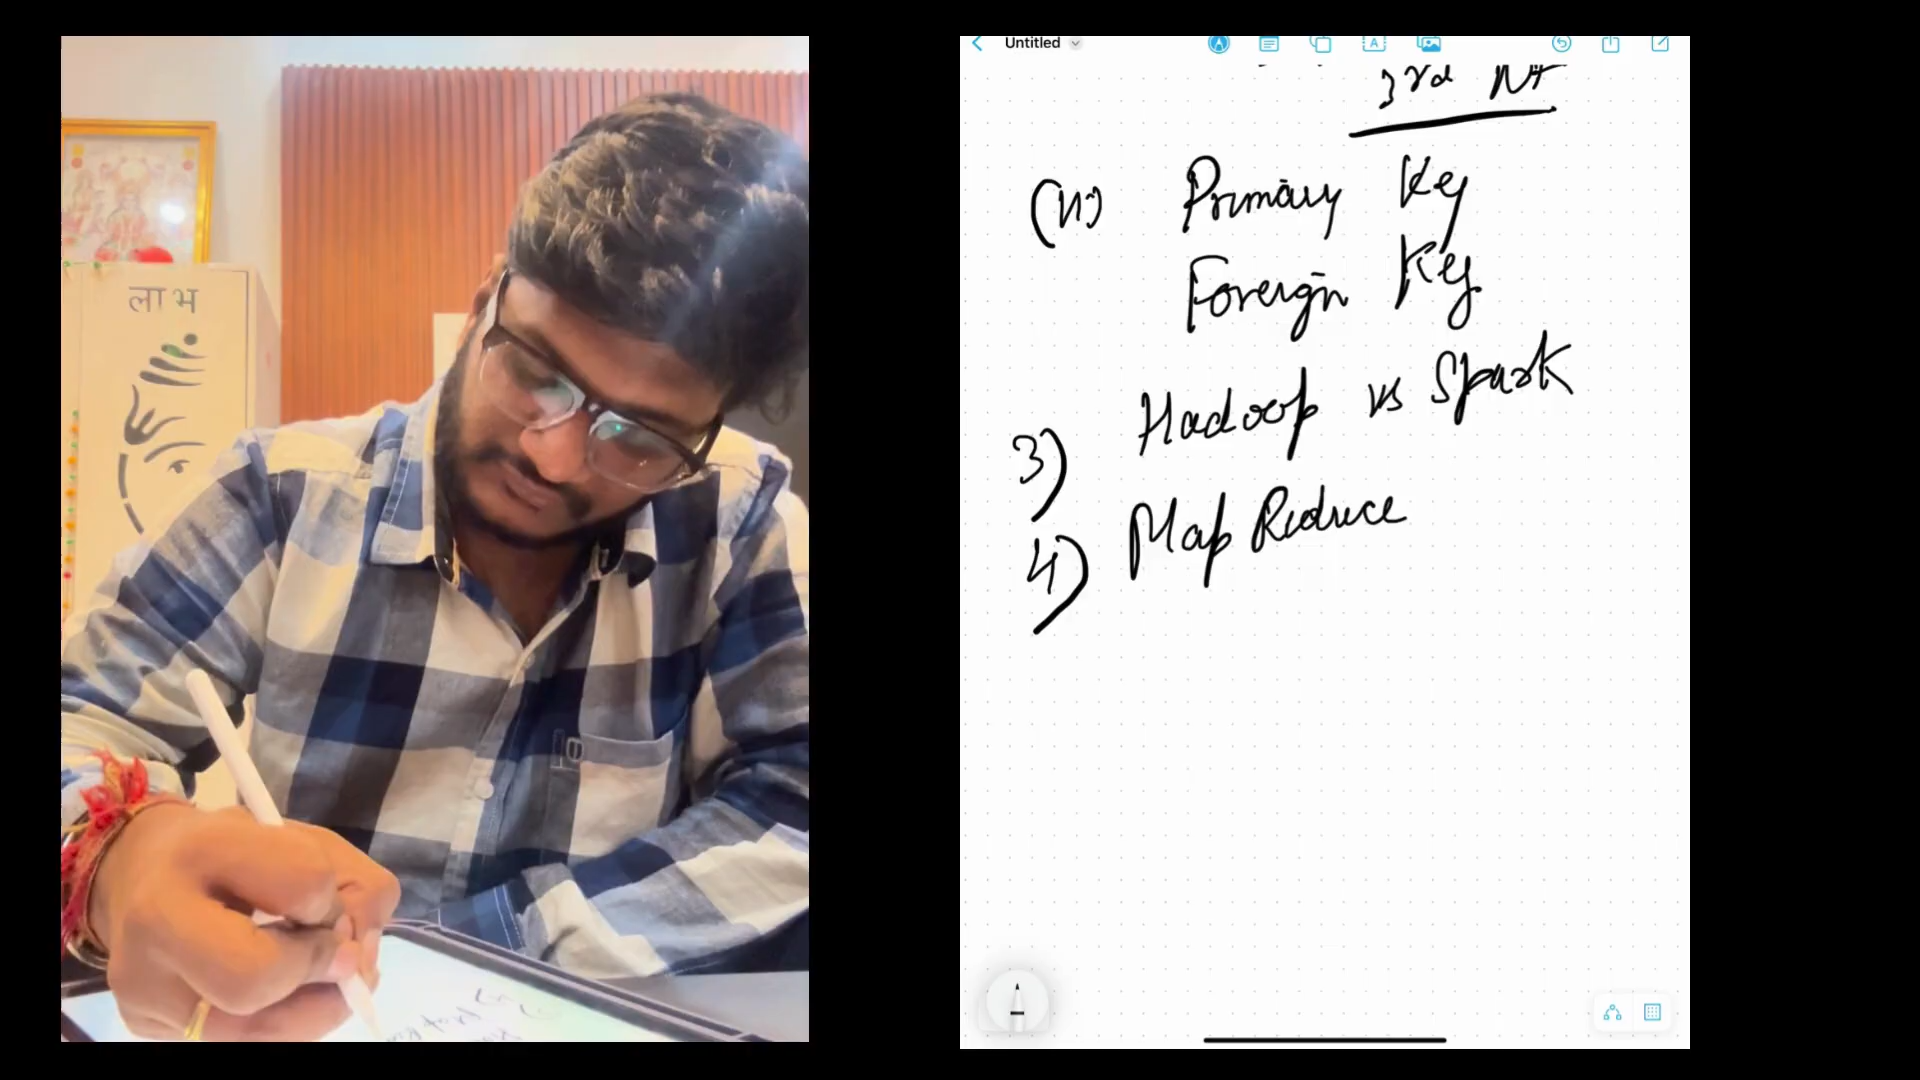 लाभ
Untitled
3rd NF
(ii) Primary Key
Foreign Key
3) Hadoop vs Spark
4) Map Reduce